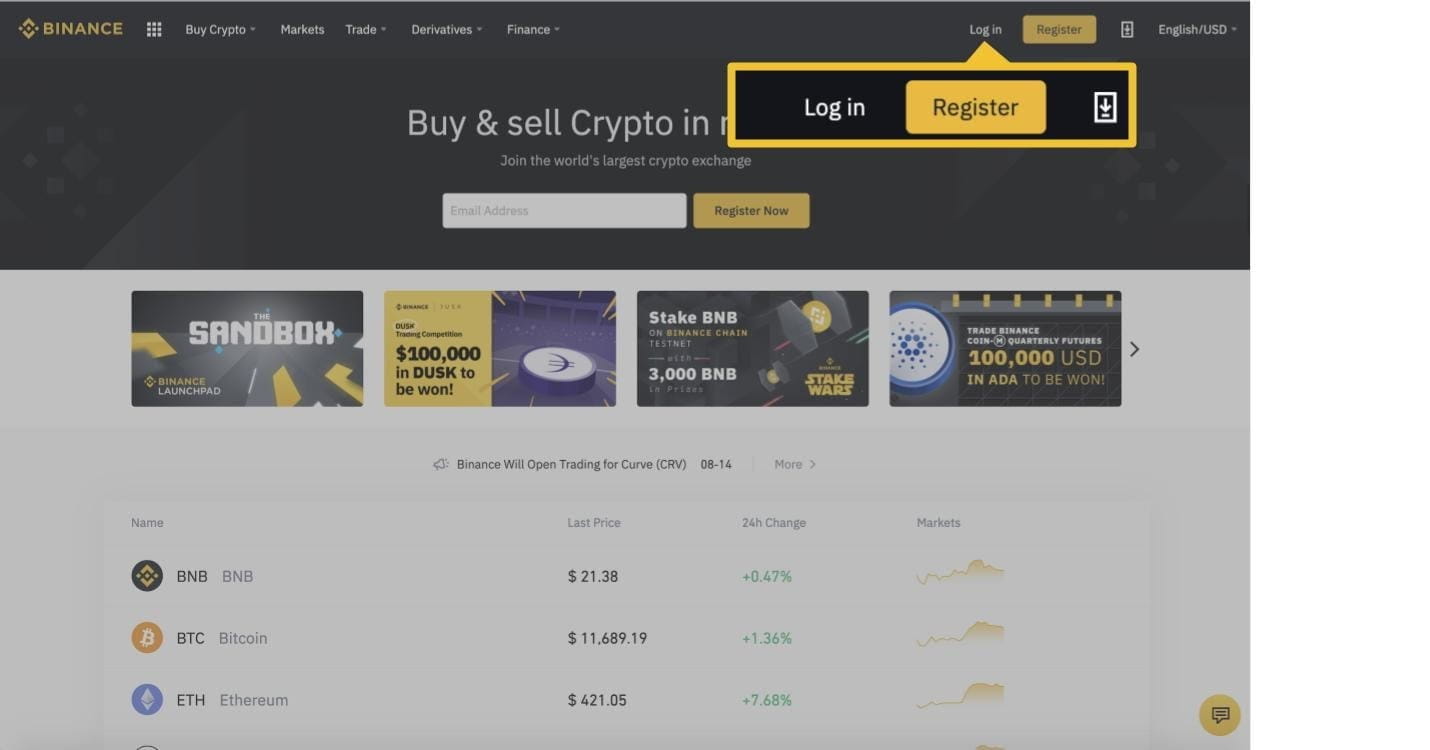 BINANCE
Buy Crypto
Markets
Trade
Derivatives
Finance
Log in
Register
English/USD
Log in
Register
Buy & sell Crypto in
Join the world's largest crypto exchange
Email Address
Register Now
THE
SANDBOX
BINANCE
LAUNCHPAD
BINANCE | DUSK
DUSK
Trading Competition
$100,000
in DUSK to
be won!
Stake BNB
ON BINANCE CHAIN
TESTNET
with
3,000 BNB
in Prizes
BINANCE
STAKE
WARS
TRADE BINANCE
COIN-Ⓜ QUARTERLY FUTURES
100,000 USD
IN ADA TO BE WON!
Binance Will Open Trading for Curve (CRV) 08-14
More
Name
Last Price
24h Change
Markets
BNB BNB
$ 21.38
+0.47%
BTC Bitcoin
$ 11,689.19
+1.36%
ETH Ethereum
$ 421.05
+7.68%